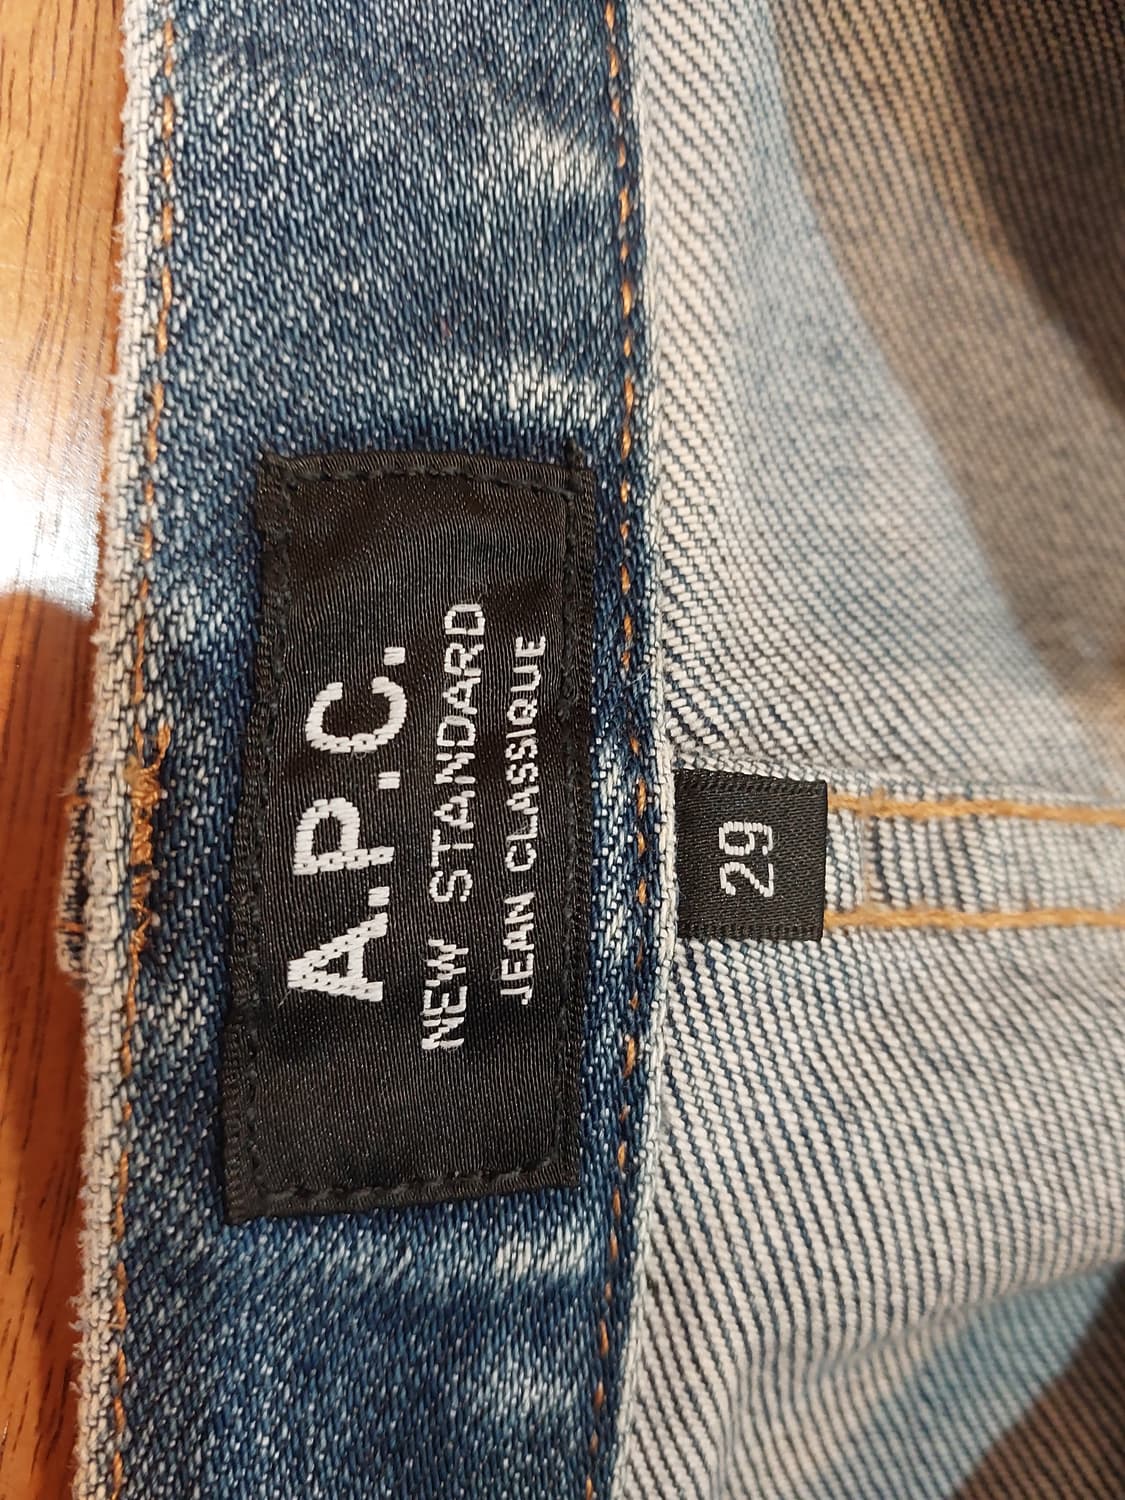 A.P.C.
NEW STANDARD
JEAN CLASSIQUE
29